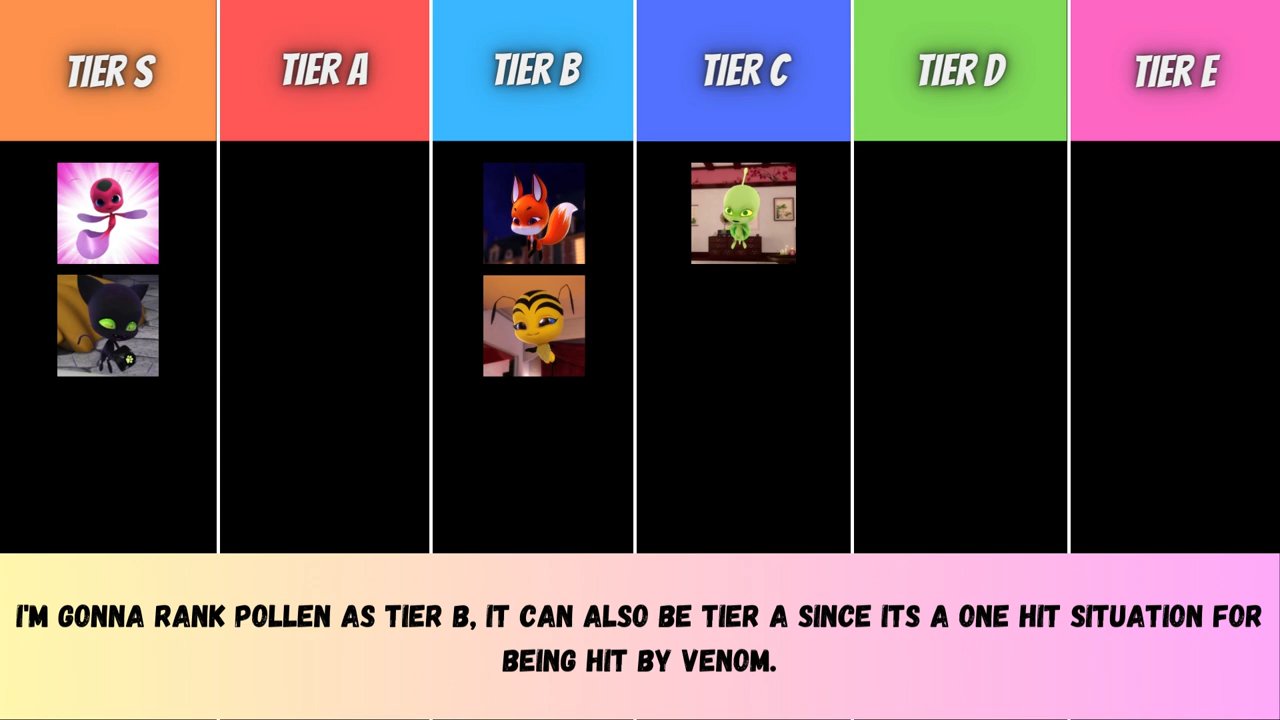 TIER S
TIER A
TIER B
TIER C
TIER D
TIER E
I'M GONNA RANK POLLEN AS TIER B, IT CAN ALSO BE TIER A SINCE ITS A ONE HIT SITUATION FOR
BEING HIT BY VENOM.